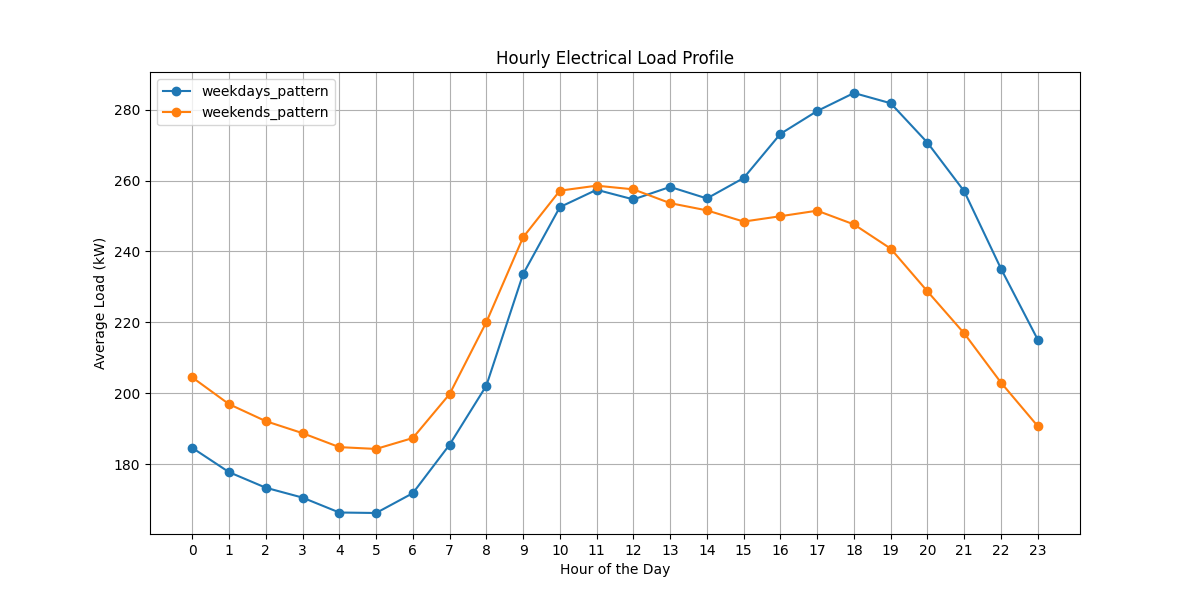 Hourly Electrical Load Profile
weekdays_pattern
weekends_pattern
280
260
240
220
200
180
Average Load (kW)
0 1 2 3 4 5 6 7 8 9 10 11 12 13 14 15 16 17 18 19 20 21 22 23
Hour of the Day